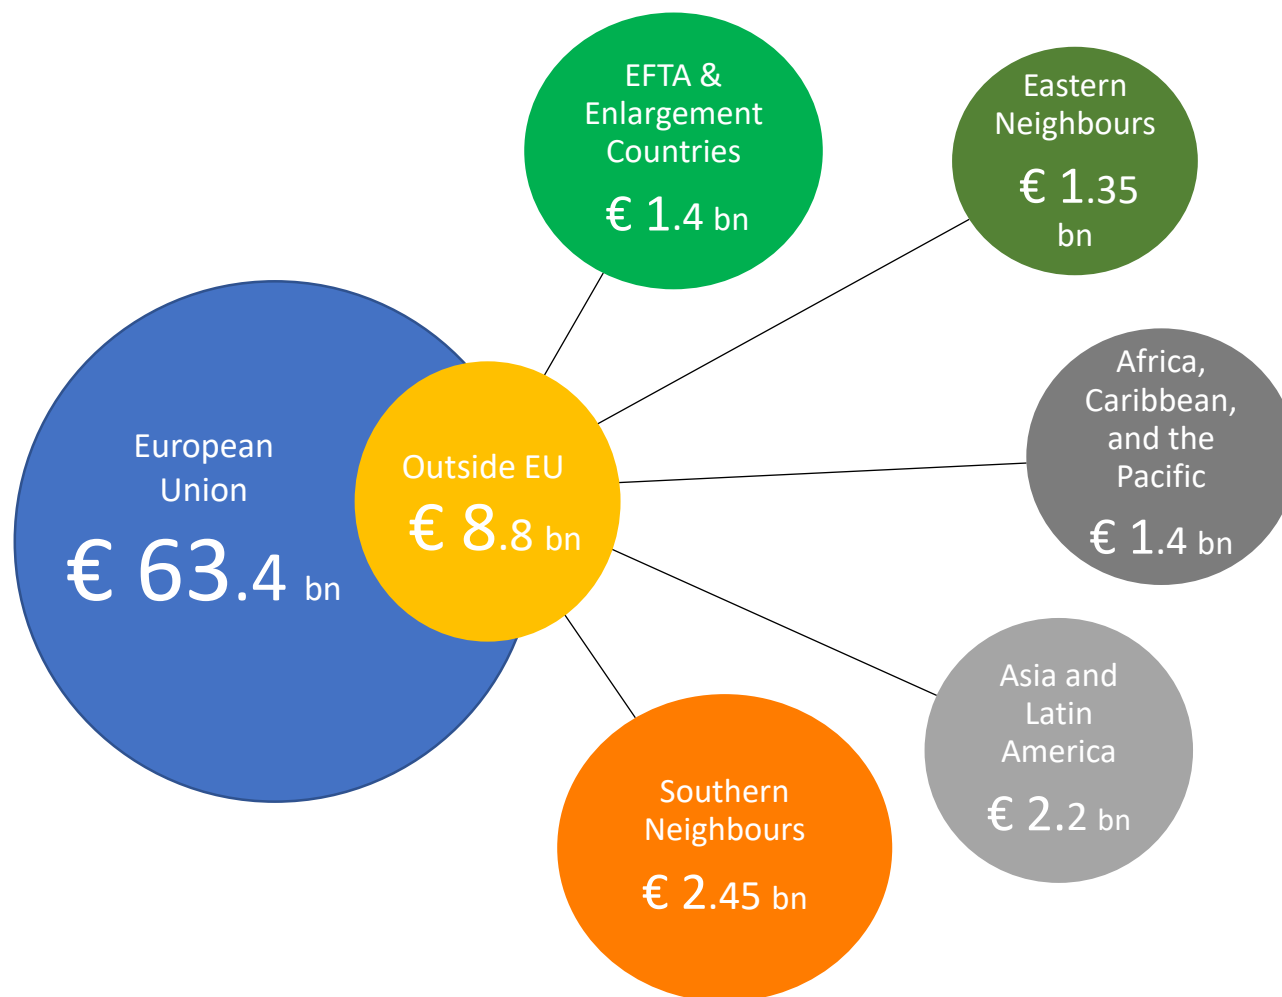 European
Union
€ 63.4 bn
Outside EU
€ 8.8 bn
EFTA &
Enlargement
Countries
€ 1.4 bn
Eastern
Neighbours
€ 1.35
bn
Africa,
Caribbean,
and the
Pacific
€ 1.4 bn
Asia and
Latin
America
€ 2.2 bn
Southern
Neighbours
€ 2.45 bn